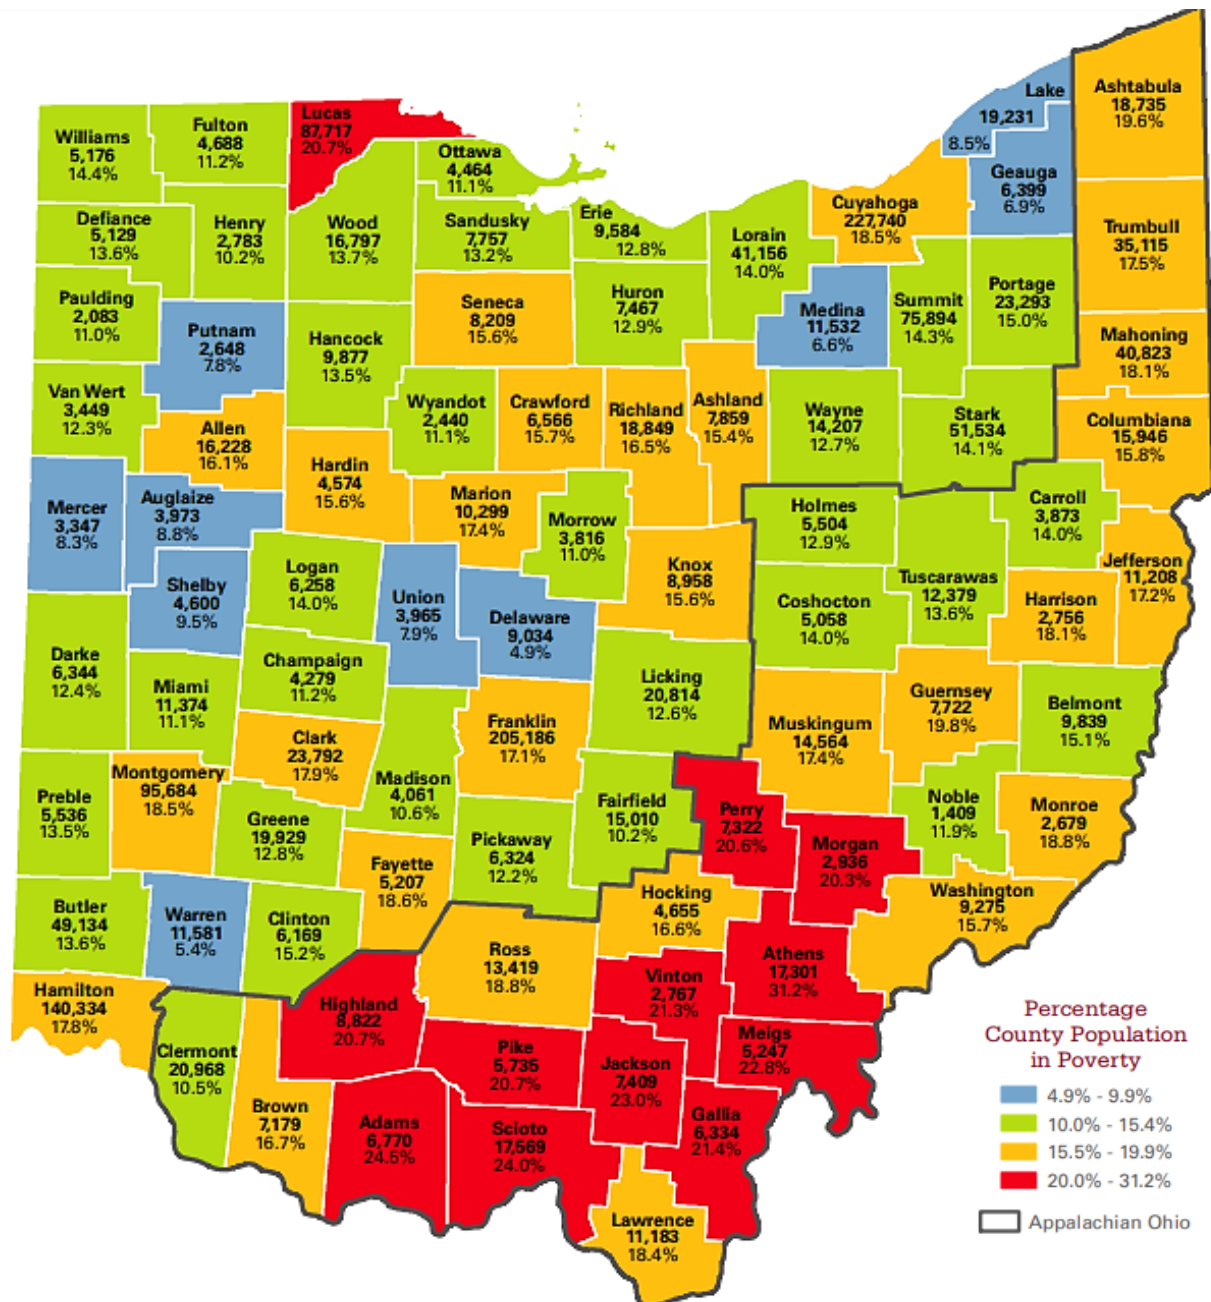 Lake
19,231
8.5%
Ashtabula
18,735
19.6%
Lucas
87,717
20.7%
Williams
5,176
14.4%
Fulton
4,688
11.2%
Ottawa
4,464
11.1%
Geauga
6,399
6.9%
Cuyahoga
227,740
18.5%
Defiance
5,129
13.6%
Henry
2,783
10.2%
Wood
16,797
13.7%
Sandusky
7,757
13.2%
Erie
9,584
12.8%
Lorain
41,156
14.0%
Trumbull
35,115
17.5%
Paulding
2,083
11.0%
Putnam
2,648
7.8%
Hancock
9,877
13.5%
Seneca
8,209
15.6%
Huron
7,467
12.9%
Medina
11,532
6.6%
Summit
75,894
14.3%
Portage
23,293
15.0%
Mahoning
40,823
18.1%
Van Wert
3,449
12.3%
Allen
16,228
16.1%
Wyandot
2,440
11.1%
Crawford
6,566
15.7%
Richland
18,849
16.5%
Ashland
7,859
15.4%
Wayne
14,207
12.7%
Stark
51,534
14.1%
Columbiana
15,946
15.8%
Mercer
3,347
8.3%
Auglaize
3,973
8.8%
Hardin
4,574
15.6%
Marion
10,299
17.4%
Morrow
3,816
11.0%
Holmes
5,504
12.9%
Carroll
3,873
14.0%
Jefferson
11,208
17.2%
Shelby
4,600
9.5%
Logan
6,258
14.0%
Union
3,965
7.9%
Delaware
9,034
4.9%
Knox
8,958
15.6%
Coshocton
5,058
14.0%
Tuscarawas
12,379
13.6%
Harrison
2,756
18.1%
Darke
6,344
12.4%
Miami
11,374
11.1%
Champaign
4,279
11.2%
Licking
20,814
12.6%
Guernsey
7,722
19.8%
Belmont
9,839
15.1%
Clark
23,792
17.9%
Franklin
205,186
17.1%
Muskingum
14,564
17.4%
Preble
5,536
13.5%
Montgomery
95,684
18.5%
Greene
19,929
12.8%
Madison
4,061
10.6%
Fairfield
15,010
10.2%
Perry
7,322
20.6%
Noble
1,409
11.9%
Monroe
2,679
18.8%
Pickaway
6,324
12.2%
Morgan
2,936
20.3%
Fayette
5,207
18.6%
Hocking
4,655
16.6%
Washington
9,275
15.7%
Butler
49,134
13.6%
Warren
11,581
5.4%
Clinton
6,169
15.2%
Ross
13,419
18.8%
Athens
17,301
31.2%
Vinton
2,767
21.3%
Hamilton
140,334
17.8%
Highland
8,822
20.7%
Clermont
20,968
10.5%
Pike
5,735
20.7%
Jackson
7,409
23.0%
Meigs
5,247
22.8%
Brown
7,179
16.7%
Adams
6,770
24.5%
Scioto
17,569
24.0%
Gallia
6,334
21.4%
Lawrence
11,183
18.4%
Percentage
County Population
in Poverty
4.9% - 9.9%
10.0% - 15.4%
15.5% - 19.9%
20.0% - 31.2%
Appalachian Ohio